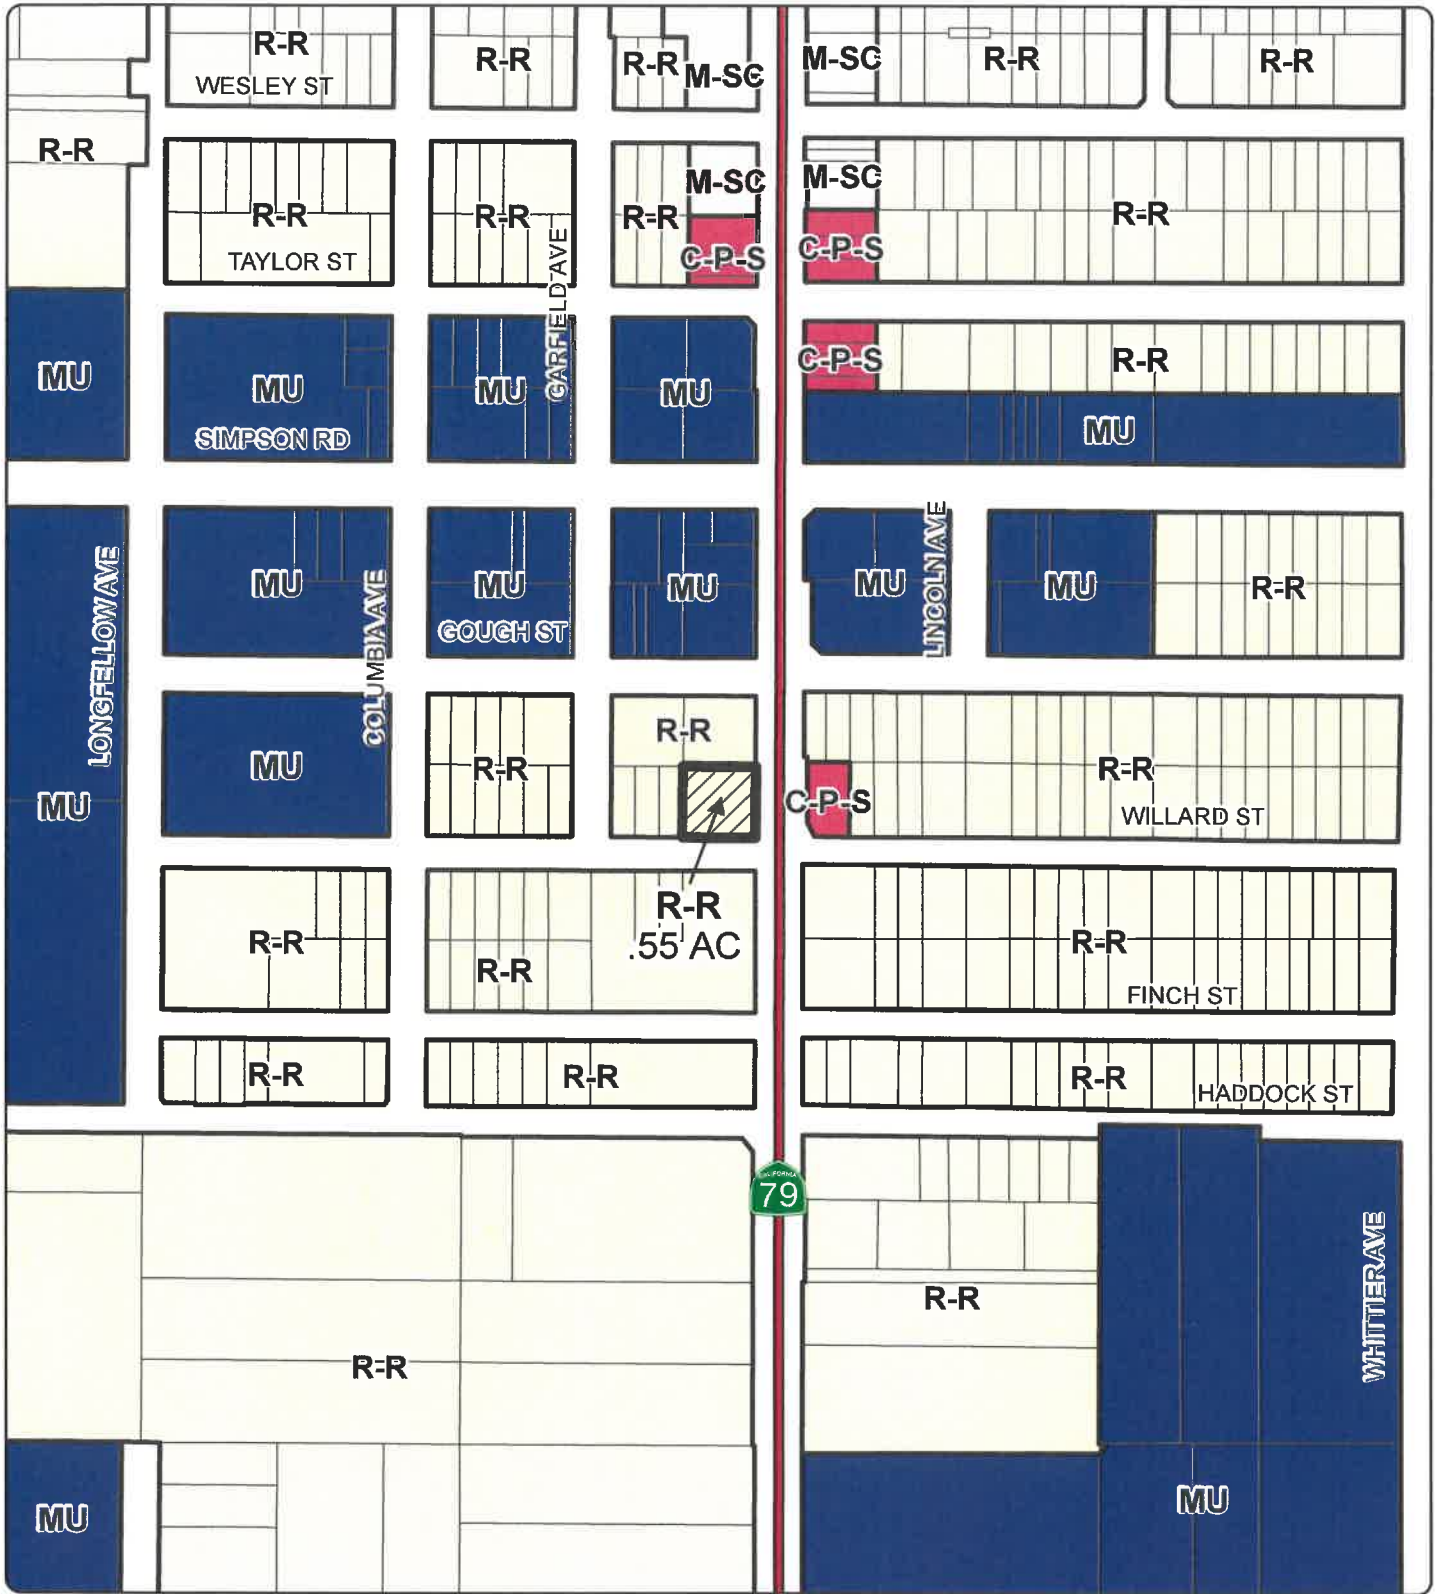 R-R
R-R
R-R
M-SC
M-SC
R-R
R-R
WESLEY ST
R-R
M-SC
M-SC
R-R
R-R
R-R
R-R
TAYLOR ST
C-P-S
C-P-S
GARFIELD AVE
MU
MU
MU
MU
C-P-S
R-R
SIMPSON RD
MU
LONGFELLOW AVE
MU
COLUMBIA AVE
MU
GOUGH ST
MU
MU
LINCOLN AVE
MU
R-R
R-R
MU
MU
R-R
C-P-S
R-R
WILLARD ST
R-R
.55 AC
R-R
R-R
R-R
FINCH ST
R-R
R-R
R-R
HADDOCK ST
CALIFORNIA
79
WHITTIER AVE
R-R
R-R
MU
MU